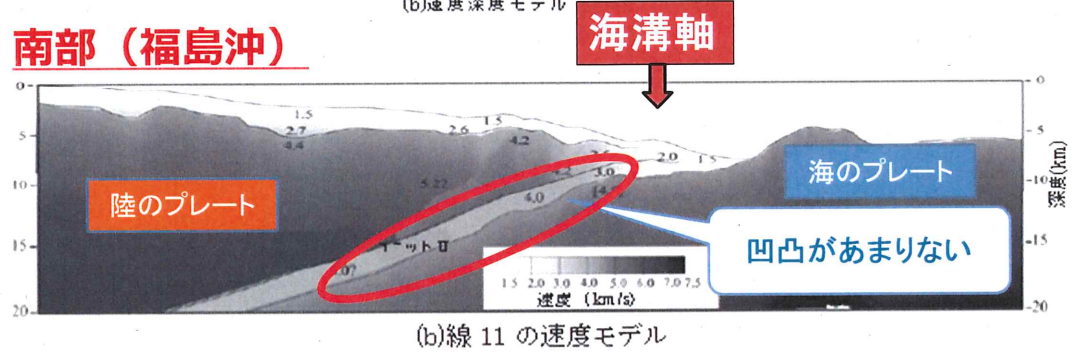 (b)速度深度モデル
南部（福島沖）
海溝軸
0
0
1.5
1.5
2.7
2.6
4.4
4.2
2.0
1.5
5
5
3.0
5.22
4.0
10
10
陸のプレート
海のプレート
深度(km)
凹凸があまりない
ユニットⅡ
15
15
1.5 2.0 3.0 4.0 5.0 6.0 7.0 7.5
速度 (km/s)
20
20
(b)線 11 の速度モデル